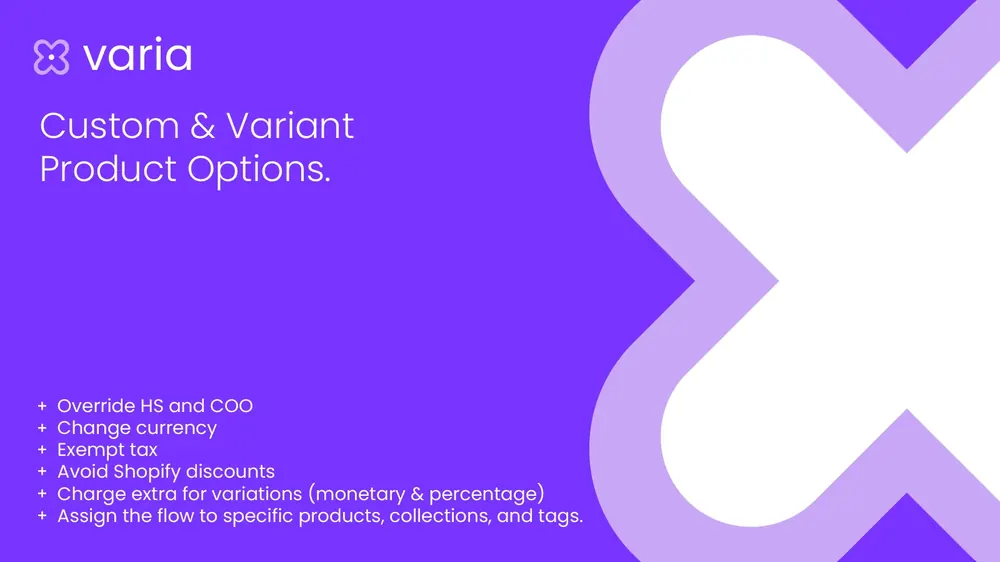 varia
Custom & Variant
Product Options.
+ Override HS and COO
+ Change currency
+ Exempt tax
+ Avoid Shopify discounts
+ Charge extra for variations (monetary & percentage)
+ Assign the flow to specific products, collections, and tags.